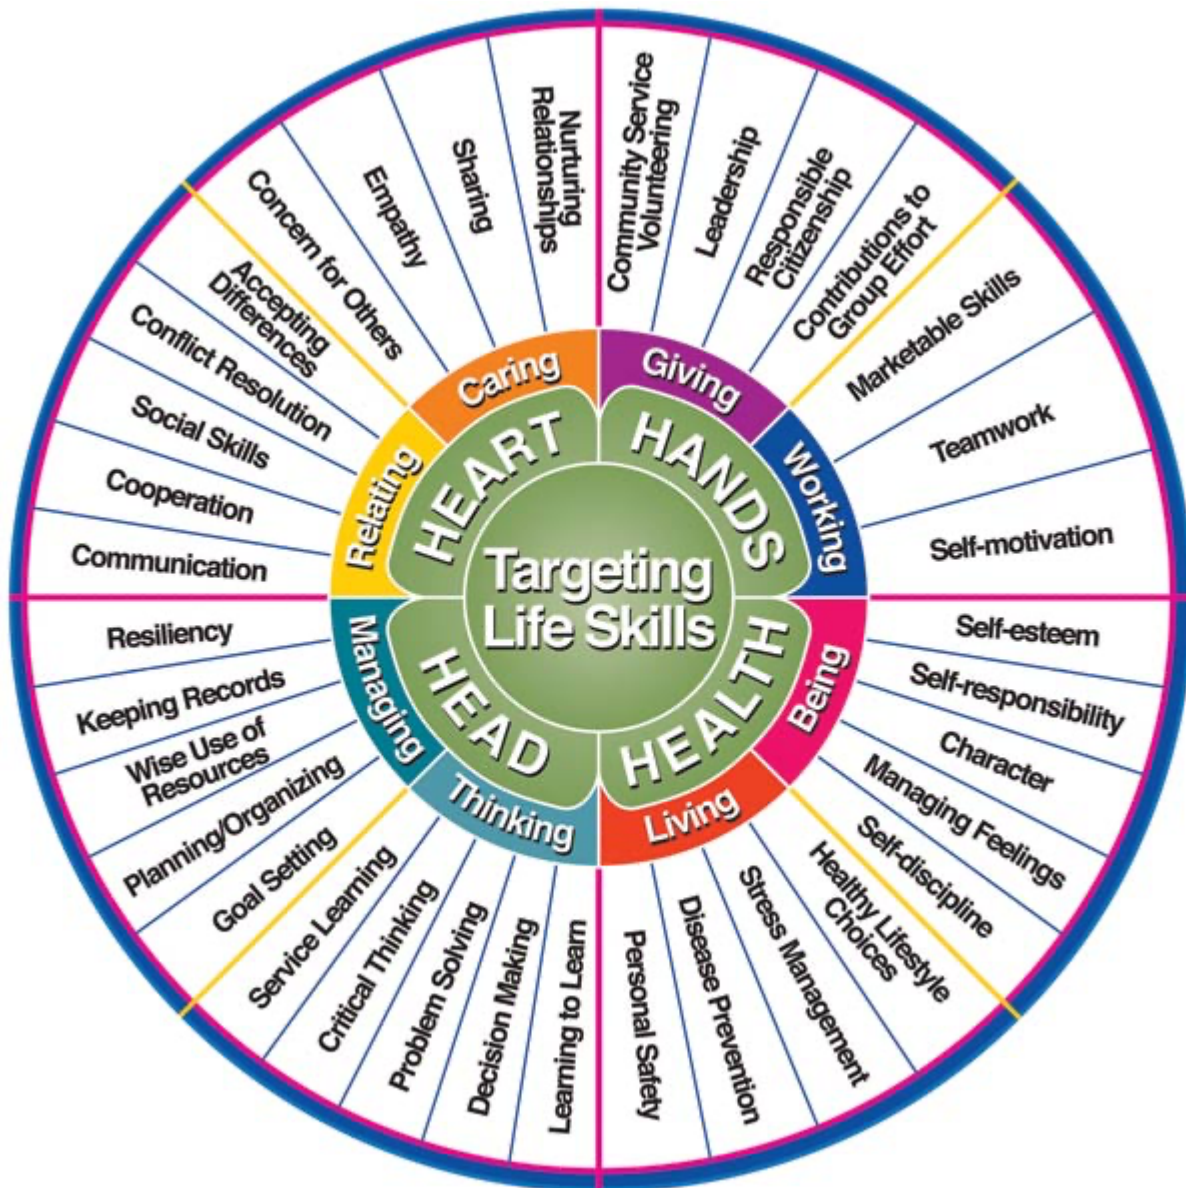 Targeting
Life Skills
HEART
HANDS
HEALTH
HEAD
Caring
Giving
Working
Being
Living
Thinking
Managing
Relating
Community Service
Volunteering
Leadership
Responsible
Citizenship
Contributions to
Group Effort
Marketable Skills
Teamwork
Self-motivation
Self-esteem
Self-responsibility
Character
Managing Feelings
Self-discipline
Healthy Lifestyle
Choices
Stress Management
Disease Prevention
Personal Safety
Learning to Learn
Decision Making
Problem Solving
Critical Thinking
Service Learning
Goal Setting
Planning/Organizing
Wise Use of
Resources
Keeping Records
Resiliency
Communication
Cooperation
Social Skills
Conflict Resolution
Accepting
Differences
Concern for Others
Empathy
Sharing
Nurturing
Relationships